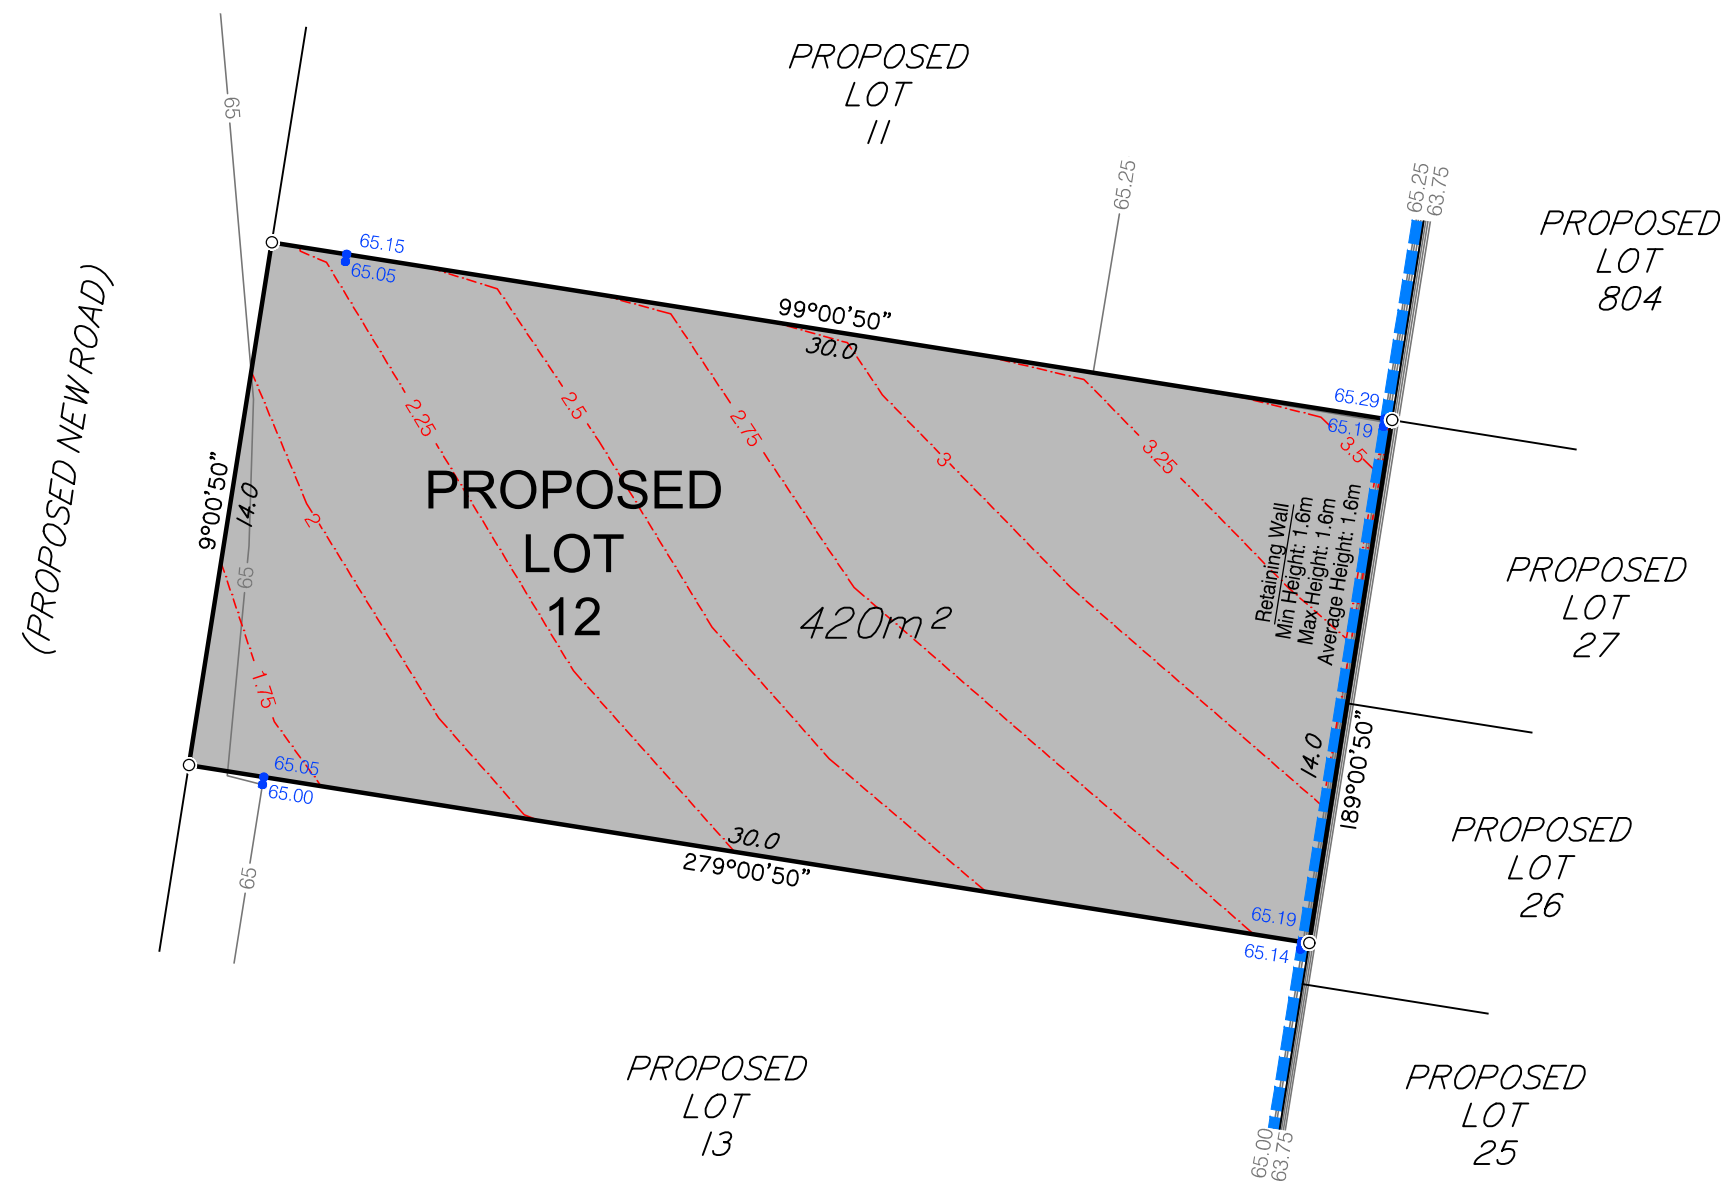 PROPOSED
LOT
11
65
65.25
65.25
63.75
PROPOSED
LOT
804
(PROPOSED NEW ROAD)
65.15
65.05
99°00'50"
30.0
65.29
65.19
2.25
2.5
2.75
3
3.25
3.5
9°00'50"
14.0
2
65
1.75
PROPOSED
LOT
12
420m²
Retaining Wall
Min Height: 1.6m
Max Height: 1.6m
Average Height: 1.6m
PROPOSED
LOT
27
14.0
189°00'50"
65.05
65.00
65
30.0
279°00'50"
65.19
65.14
PROPOSED
LOT
26
PROPOSED
LOT
13
PROPOSED
LOT
25
65.00
63.75